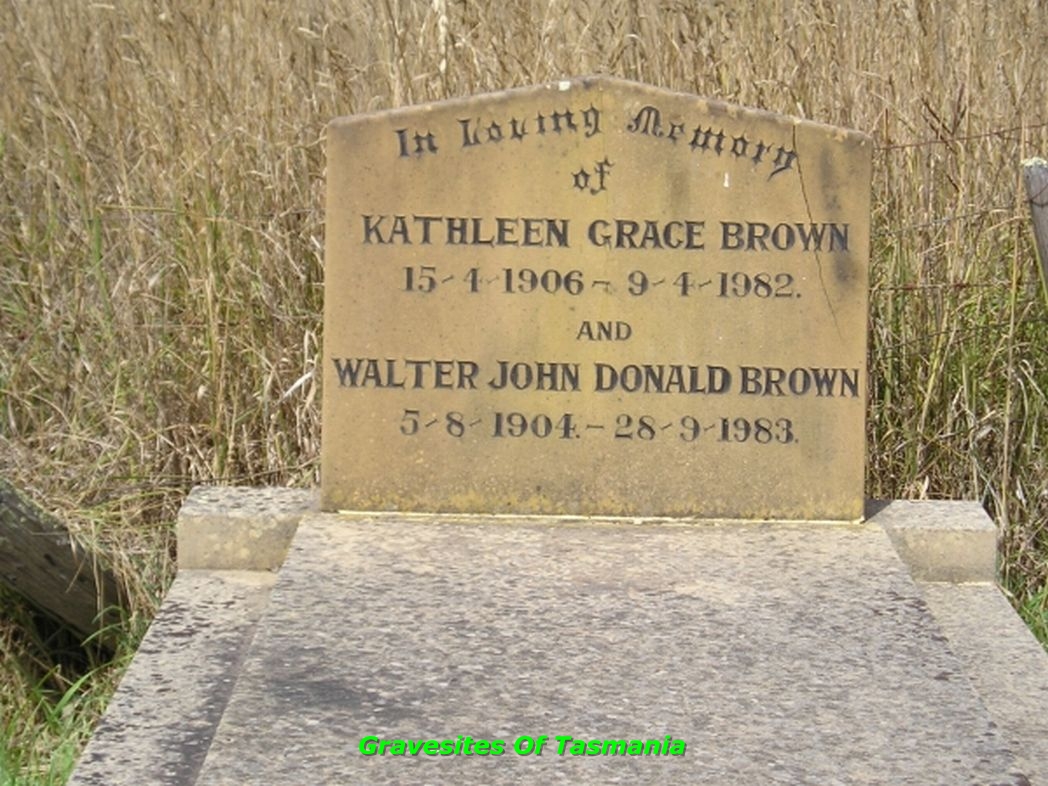 In Loving Memory
of
KATHLEEN GRACE BROWN
15-4-1906 - 9-4-1982.
AND
WALTER JOHN DONALD BROWN
5-8-1904. - 28-9-1983.
Gravesites Of Tasmania